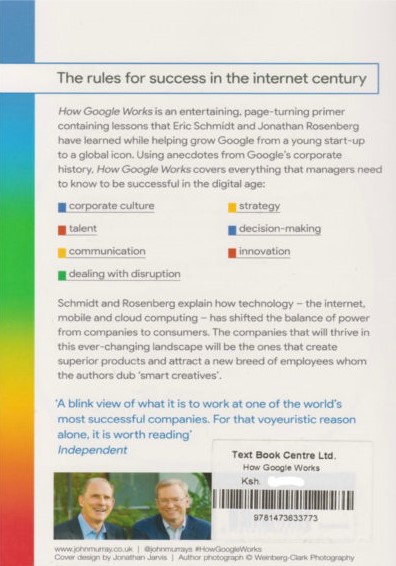 The rules for success in the internet century
How Google Works is an entertaining, page-turning primer
containing lessons that Eric Schmidt and Jonathan Rosenberg
have learned while helping grow Google from a young start-up
to a global icon. Using anecdotes from Google's corporate
history, How Google Works covers everything that managers need
to know to be successful in the digital age:
corporate culture
strategy
talent
decision-making
communication
innovation
dealing with disruption
Schmidt and Rosenberg explain how technology – the internet,
mobile and cloud computing – has shifted the balance of power
from companies to consumers. The companies that will thrive in
this ever-changing landscape will be the ones that create
superior products and attract a new breed of employees whom
the authors dub 'smart creatives'.
'A blink view of what it is to work at one of the world's
most successful companies. For that voyeuristic reason
alone, it is worth reading'
Independent
Text Book Centre Ltd.
How Google Works
Ksh.
9781473633773
www.johnmurray.co.uk | @johnmurrays #HowGoogleWorks
Cover design by Jonathan Jarvis. | Author photograph © Weinberg-Clark Photography